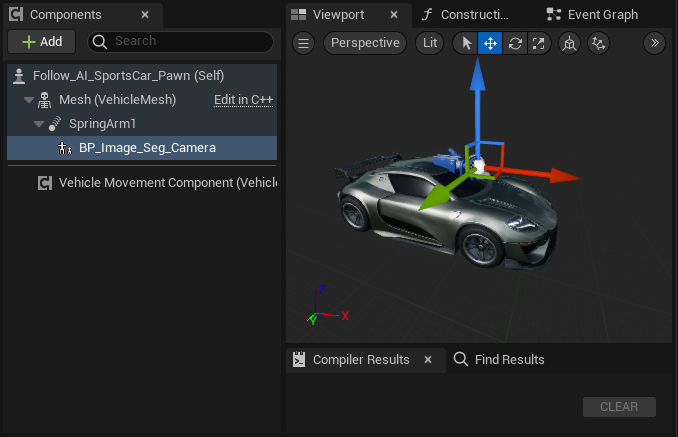 Components
Add
Search
Follow_AI_SportsCar_Pawn (Self)
Mesh (VehicleMesh)
Edit in C++
SpringArm1
BP_Image_Seg_Camera
Vehicle Movement Component (Vehicl
Viewport
Constructi...
Event Graph
Perspective
Lit
Z
X
Y
Compiler Results
Find Results
CLEAR